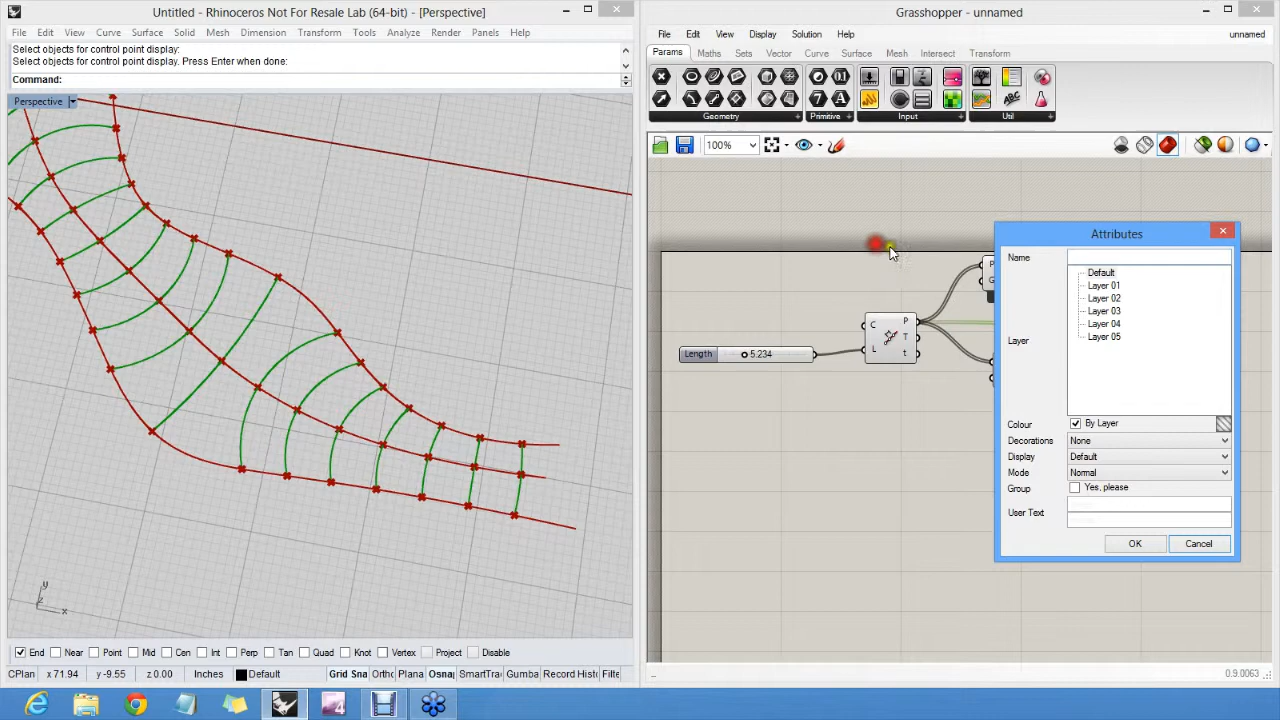 Untitled - Rhinoceros Not For Resale Lab (64-bit) - [Perspective]
File Edit View Curve Surface Solid Mesh Dimension Transform Tools Analyze Render Panels Help
Select objects for control point display:
Select objects for control point display. Press Enter when done:
Command:
Perspective
y
z
x
End Near Point Mid Cen Int Perp Tan Quad Knot Vertex Project Disable
CPlan x 71.94 y -9.55 z 0.00 Inches Default Grid Sna Ortho Plana Osnap SmartTrac Gumba Record Histo Filte
Grasshopper - unnamed
File Edit View Display Solution Help unnamed
Params Maths Sets Vector Curve Surface Mesh Intersect Transform
Geometry Primitive Input Util
100%
Length 5.234
C
L
P
T
t
P
G
Attributes
Name
Layer
Default
Layer 01
Layer 02
Layer 03
Layer 04
Layer 05
Colour By Layer
Decorations None
Display Default
Mode Normal
Group Yes, please
User Text
OK Cancel
0.9.0063